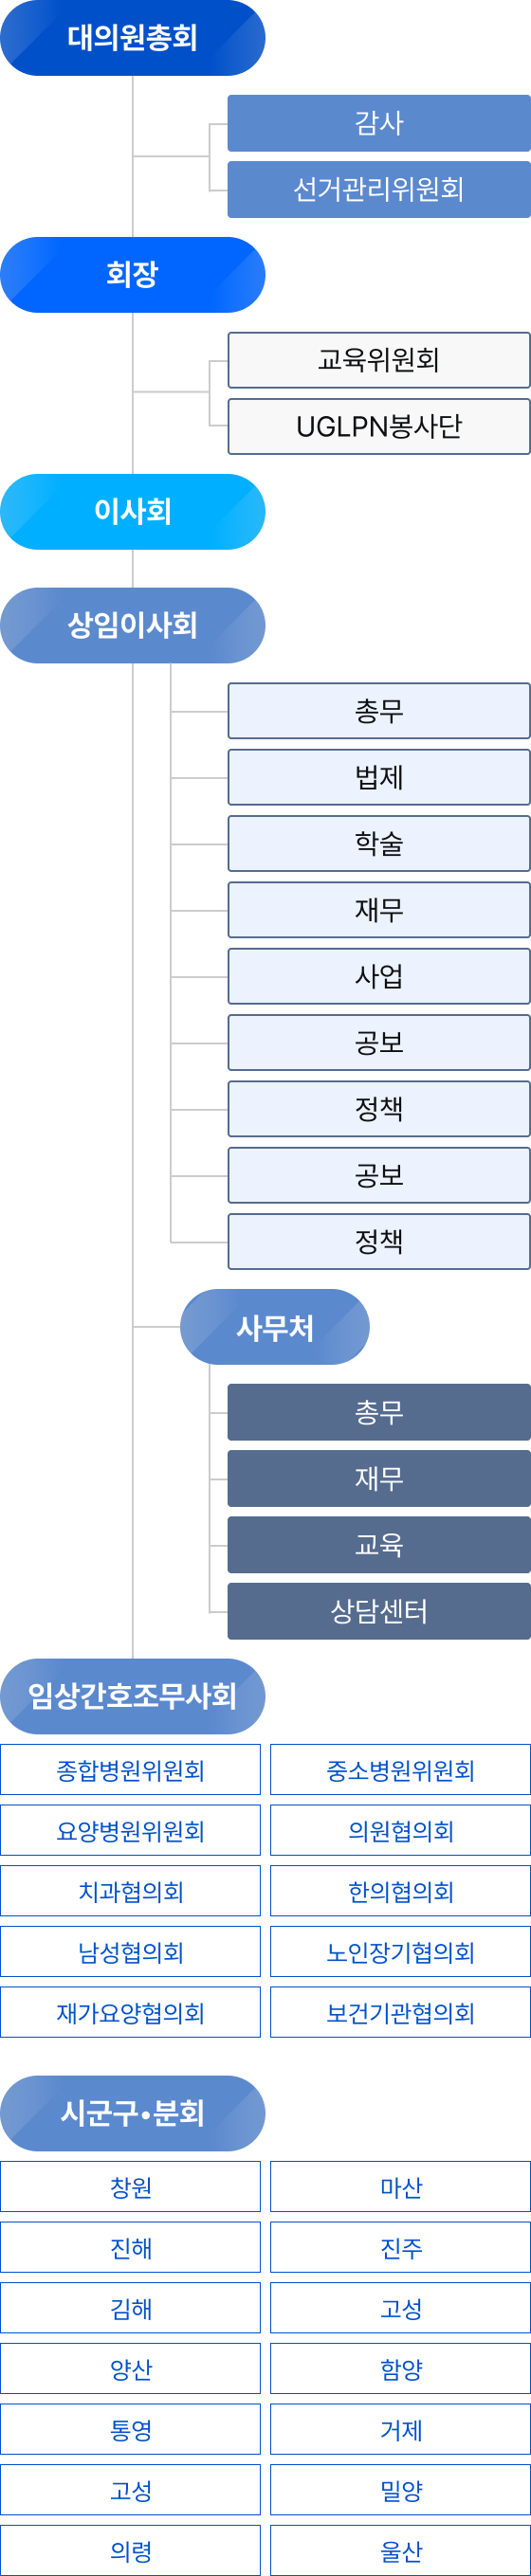 대의원총회
감사
선거관리위원회
회장
교육위원회
UGLPN봉사단
이사회
상임이사회
총무
법제
학술
재무
사업
공보
정책
공보
정책
사무처
총무
재무
교육
상담센터
임상간호조무사회
종합병원위원회
중소병원위원회
요양병원위원회
의원협의회
치과협의회
한의협의회
남성협의회
노인장기협의회
재가요양협의회
보건기관협의회
시군구•분회
창원
마산
진해
진주
김해
고성
양산
함양
통영
거제
고성
밀양
의령
울산